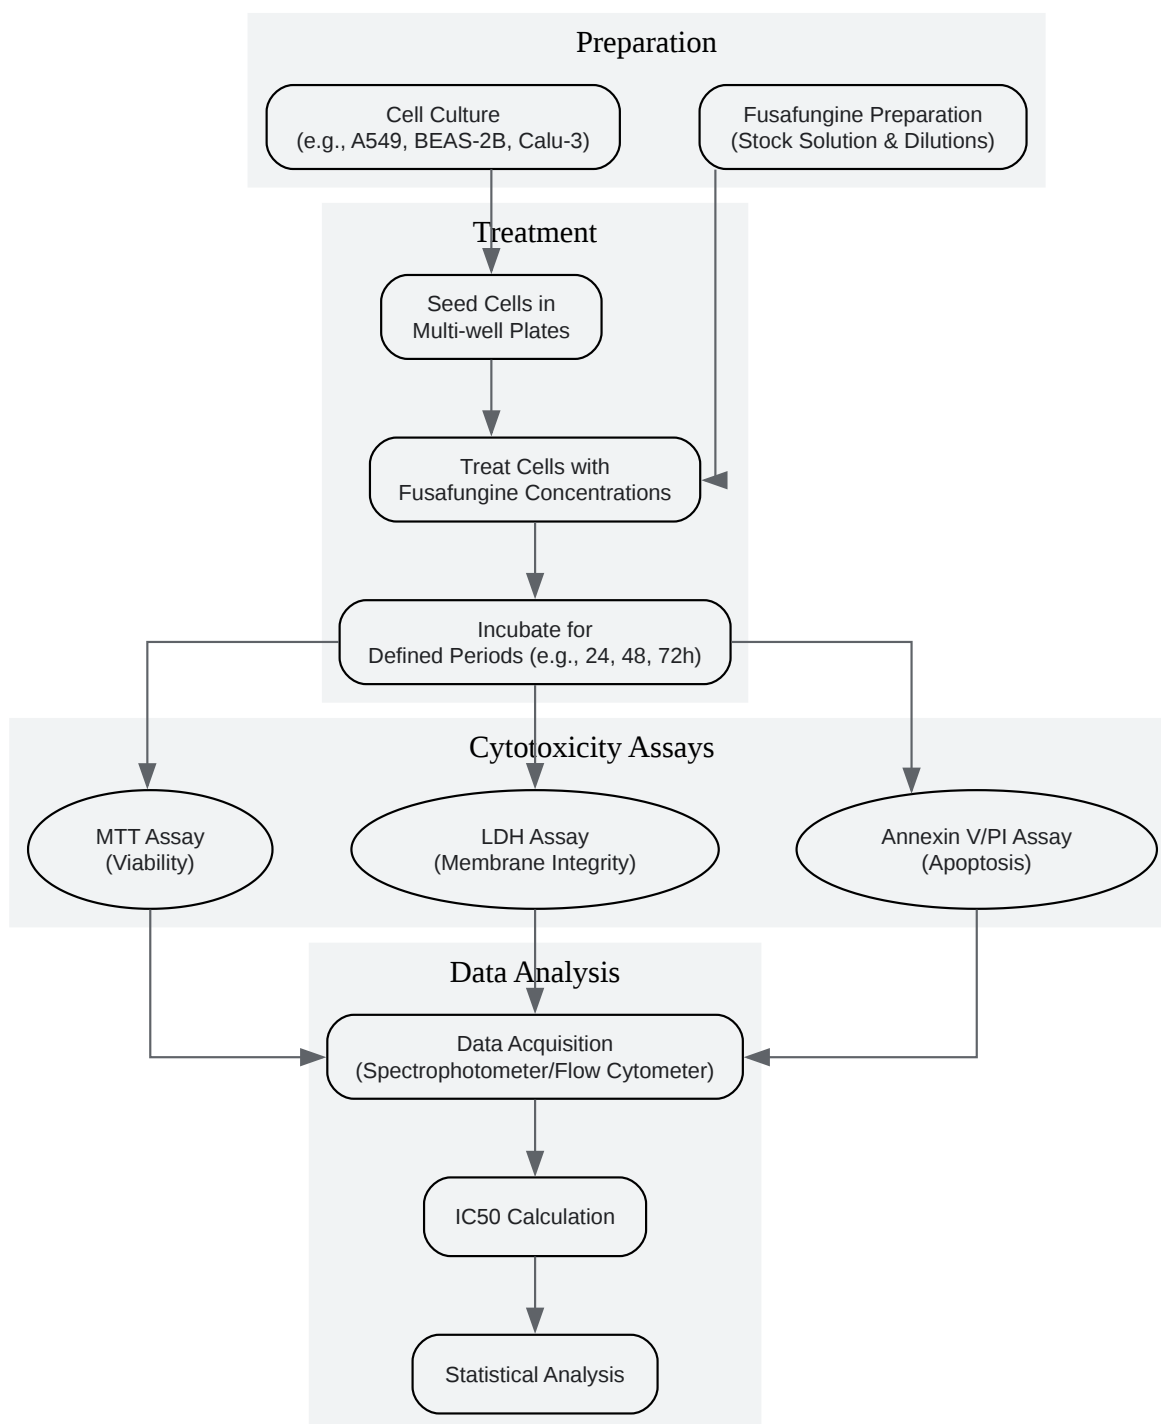 Preparation
Cell Culture
(e.g., A549, BEAS-2B, Calu-3)
Fusafungine Preparation
(Stock Solution & Dilutions)
Treatment
Seed Cells in
Multi-well Plates
Treat Cells with
Fusafungine Concentrations
Incubate for
Defined Periods (e.g., 24, 48, 72h)
Cytotoxicity Assays
MTT Assay
(Viability)
LDH Assay
(Membrane Integrity)
Annexin V/PI Assay
(Apoptosis)
Data Analysis
Data Acquisition
(Spectrophotometer/Flow Cytometer)
IC50 Calculation
Statistical Analysis